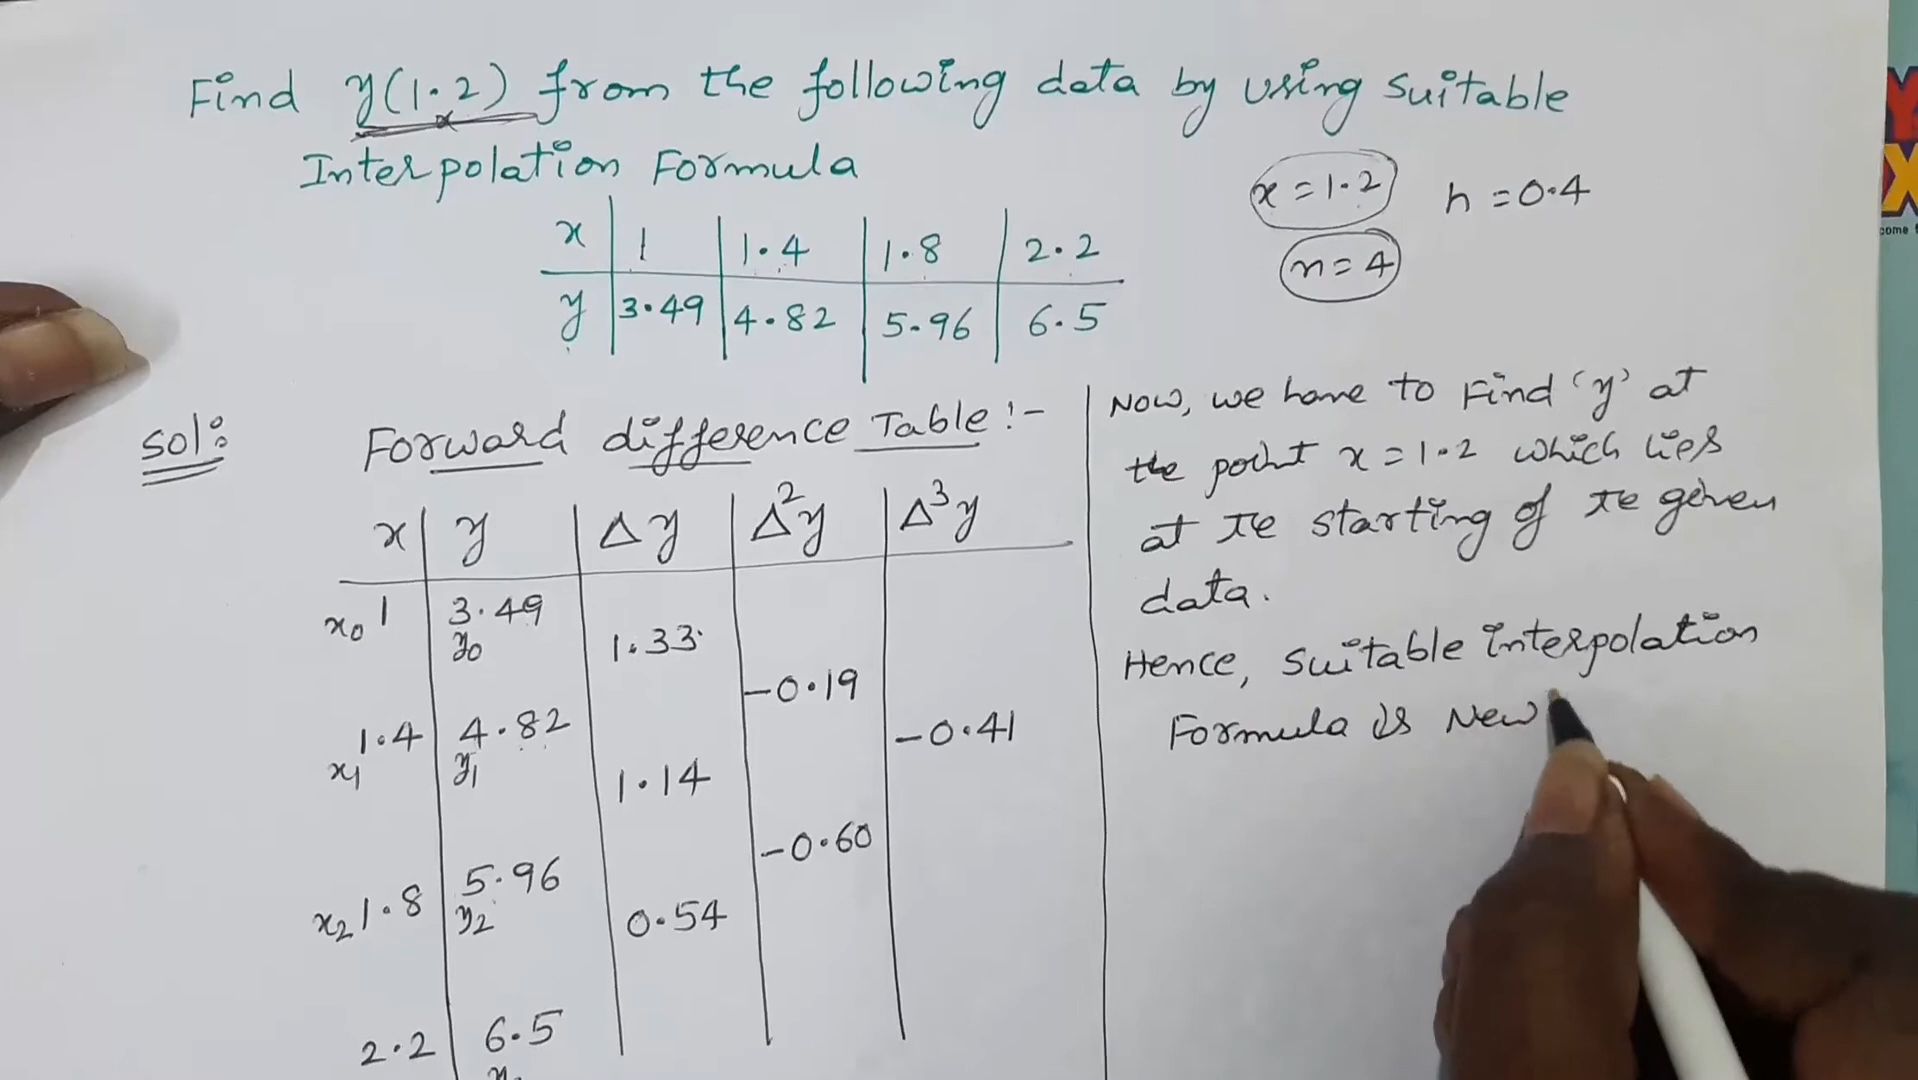 Find y(1.2) from the following data by using suitable
x
Interpolation Formula
x = 1.2 h = 0.4
n = 4
x 1 1.4 1.8 2.2
y 3.49 4.82 5.96 6.5
Sol:
Forward difference Table :-
x y Δy Δ²y Δ³y
x₀ 1 3.49
y₀
1.33
-0.19
x₁ 1.4 4.82
y₁
-0.41
1.14
-0.60
x₂ 1.8 5.96
y₂
0.54
2.2 6.5
Now, we have to Find 'y' at
the point x = 1.2 which lies
at the starting of the given
data.
Hence, suitable interpolation
Formula is New
come